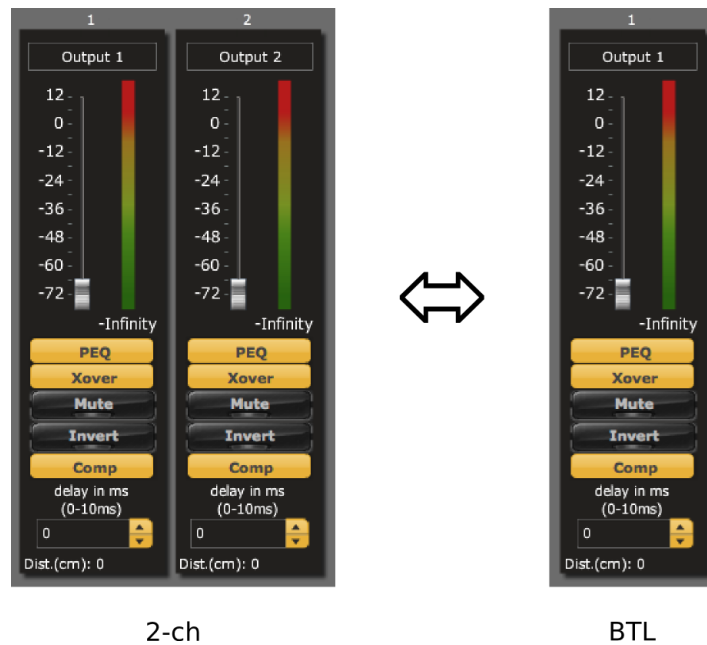 1
Output 1
12
0
-12
-24
-36
-48
-60
-72
-Infinity
PEQ
Xover
Mute
Invert
Comp
delay in ms
(0-10ms)
0
Dist.(cm): 0
2
Output 2
12
0
-12
-24
-36
-48
-60
-72
-Infinity
PEQ
Xover
Mute
Invert
Comp
delay in ms
(0-10ms)
0
Dist.(cm): 0
2-ch
1
Output 1
12
0
-12
-24
-36
-48
-60
-72
-Infinity
PEQ
Xover
Mute
Invert
Comp
delay in ms
(0-10ms)
0
Dist.(cm): 0
BTL